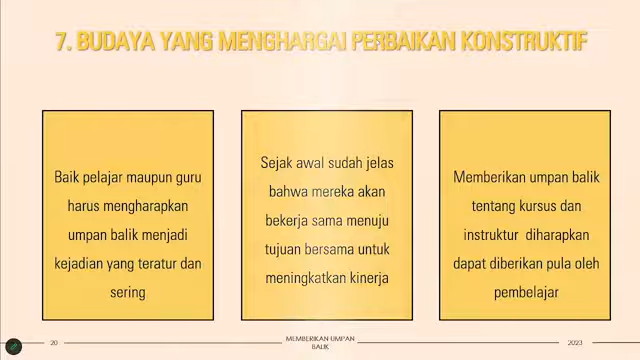 7. BUDAYA YANG MENGHARGAI PERBAIKAN KONSTRUKTIF
Baik pelajar maupun guru
harus mengharapkan
umpan balik menjadi
kejadian yang teratur dan
sering
Sejak awal sudah jelas
bahwa mereka akan
bekerja sama menuju
tujuan bersama untuk
meningkatkan kinerja
Memberikan umpan balik
tentang kursus dan
instruktur diharapkan
dapat diberikan pula oleh
pembelajar
20
MEMBERIKAN UMPAN
BALIK
2023